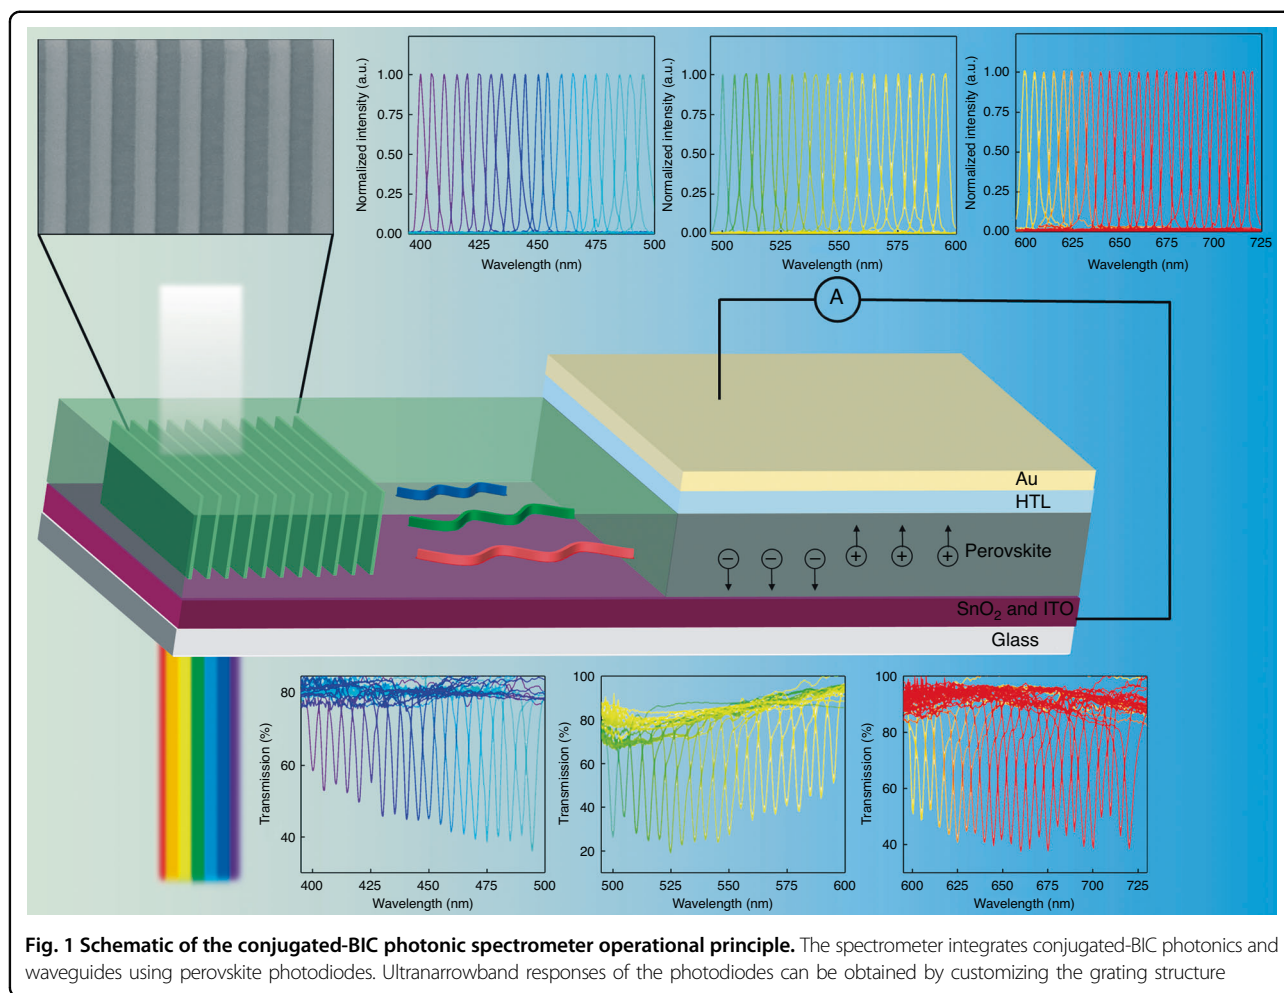 Normalized intensity (a.u.)
1.00
0.75
0.50
0.25
0.00
400 425 450 475 500
Wavelength (nm)
Normalized intensity (a.u.)
1.00
0.75
0.50
0.25
0.00
500 525 550 575 600
Wavelength (nm)
Normalized intensity (a.u.)
1.00
0.75
0.50
0.25
0.00
600 625 650 675 700 725
Wavelength (nm)
A
Au
HTL
− − − + + + Perovskite
SnO₂ and ITO
Glass
Transmission (%)
80
60
40
400 425 450 475 500
Wavelength (nm)
Transmission (%)
100
80
60
40
20
500 525 550 575 600
Wavelength (nm)
Transmission (%)
100
80
60
40
600 625 650 675 700 725
Wavelength (nm)
Fig. 1 Schematic of the conjugated-BIC photonic spectrometer operational principle. The spectrometer integrates conjugated-BIC photonics and
waveguides using perovskite photodiodes. Ultranarrowband responses of the photodiodes can be obtained by customizing the grating structure